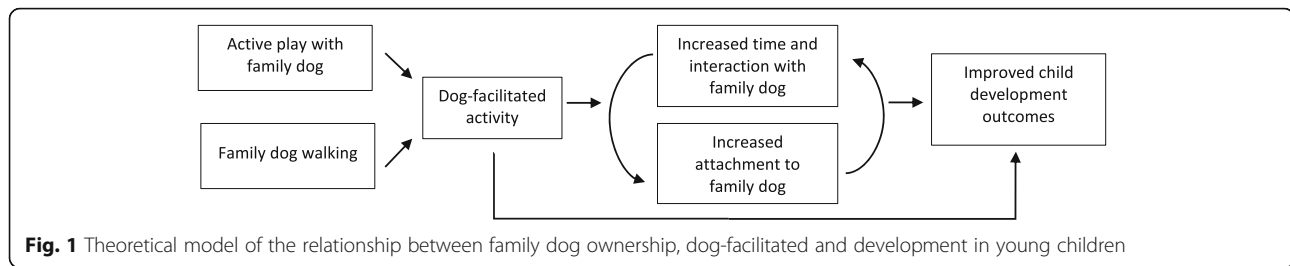 Active play with
family dog
Family dog walking
Dog-facilitated
activity
Increased time and
interaction with
family dog
Increased
attachment to
family dog
Improved child
development
outcomes
Fig. 1 Theoretical model of the relationship between family dog ownership, dog-facilitated and development in young children